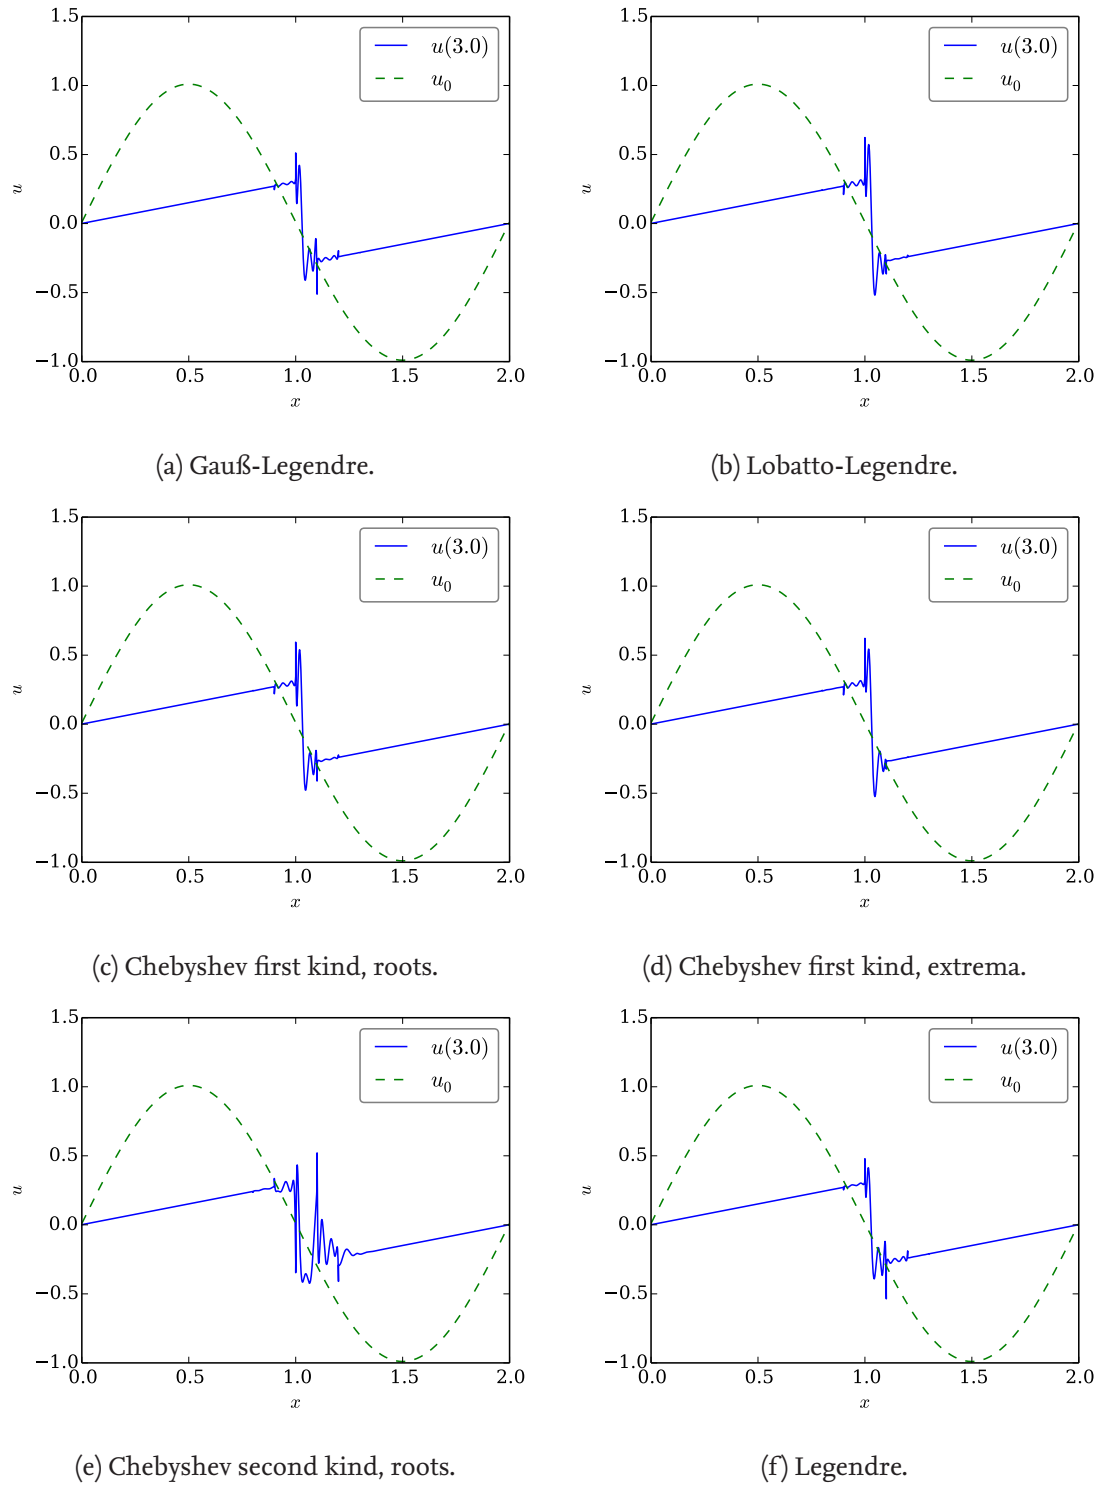 1.5
1.0
0.5
0.0
−0.5
−1.0
0.0 0.5 1.0 1.5 2.0
x
u
u(3.0)
u0
(a) Gauß-Legendre.
1.5
1.0
0.5
0.0
−0.5
−1.0
0.0 0.5 1.0 1.5 2.0
x
u
u(3.0)
u0
(b) Lobatto-Legendre.
1.5
1.0
0.5
0.0
−0.5
−1.0
0.0 0.5 1.0 1.5 2.0
x
u
u(3.0)
u0
(c) Chebyshev first kind, roots.
1.5
1.0
0.5
0.0
−0.5
−1.0
0.0 0.5 1.0 1.5 2.0
x
u
u(3.0)
u0
(d) Chebyshev first kind, extrema.
1.5
1.0
0.5
0.0
−0.5
−1.0
0.0 0.5 1.0 1.5 2.0
x
u
u(3.0)
u0
(e) Chebyshev second kind, roots.
1.5
1.0
0.5
0.0
−0.5
−1.0
0.0 0.5 1.0 1.5 2.0
x
u
u(3.0)
u0
(f) Legendre.